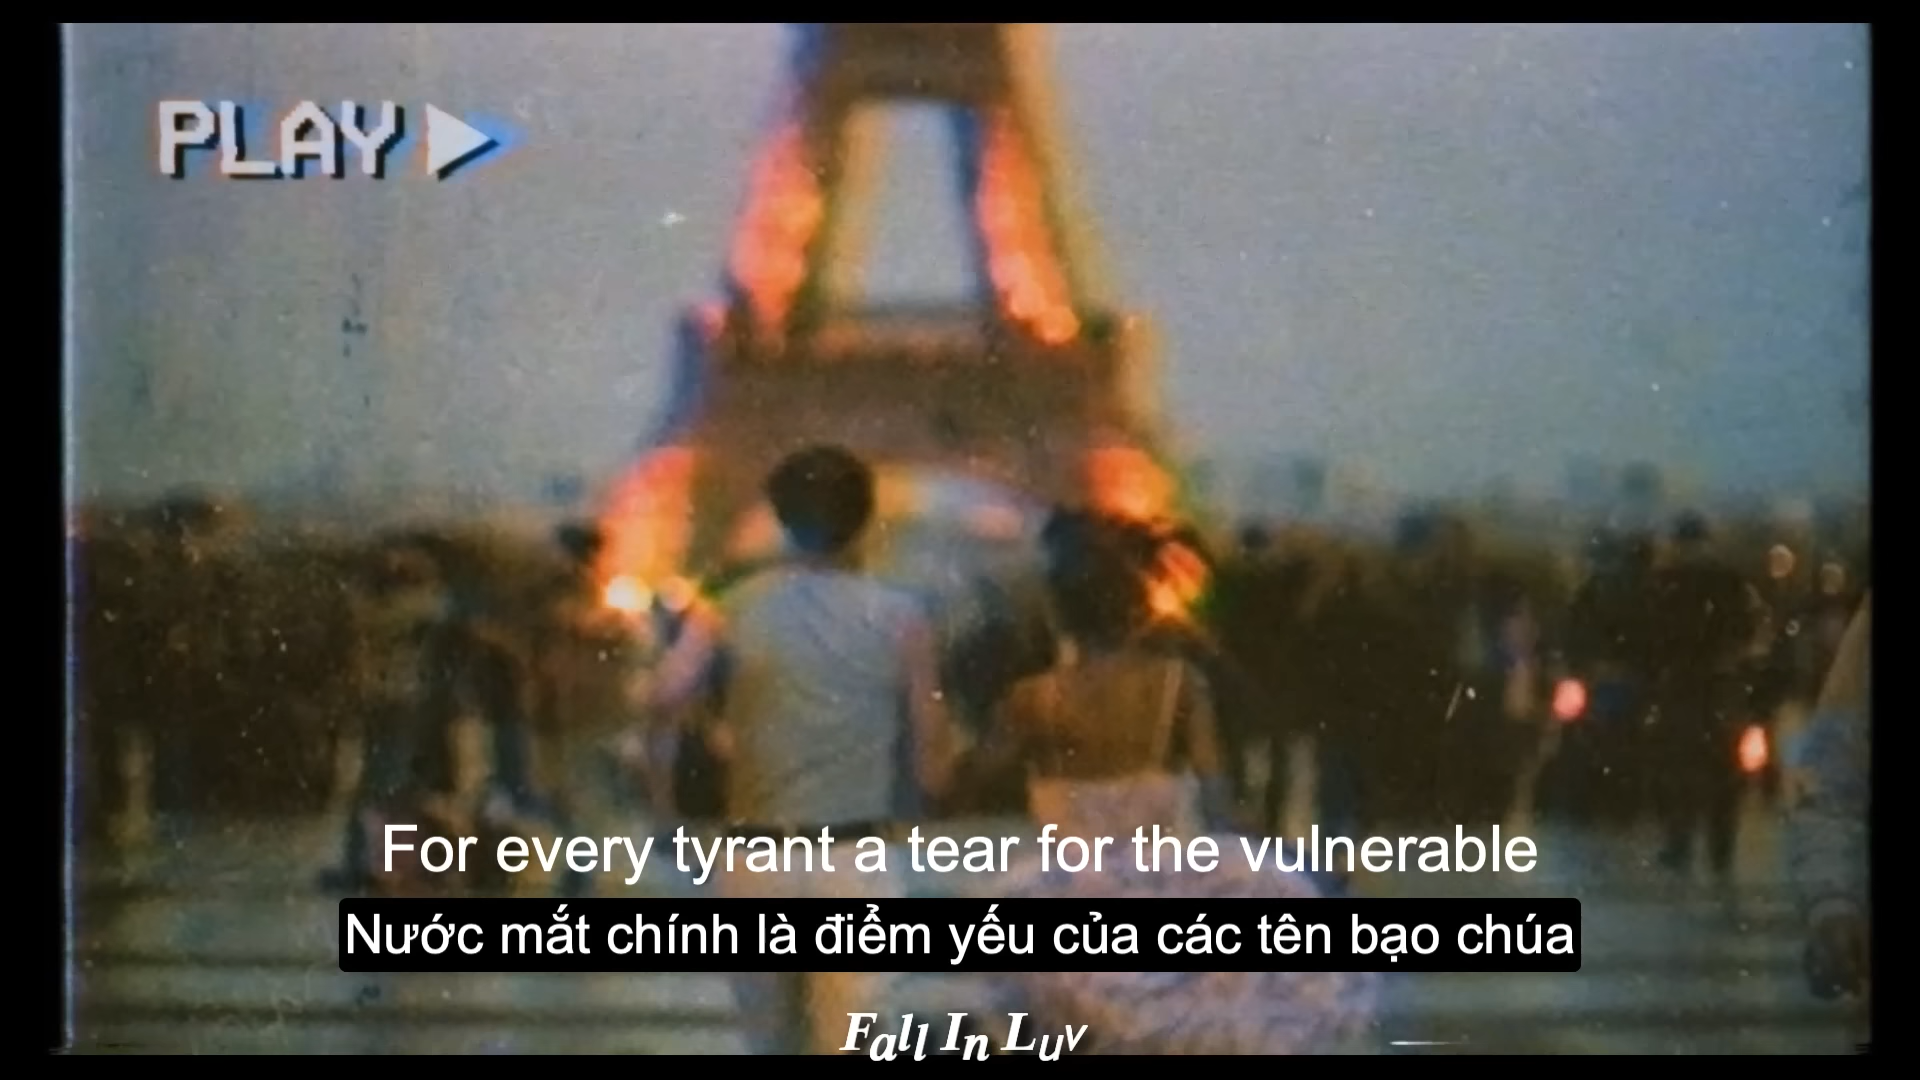 PLAY
For every tyrant a tear for the vulnerable
Nước mắt chính là điểm yếu của các tên bạo chúa
Fall In Luv